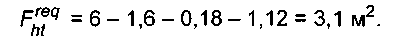 F_ht^req = 6 – 1,6 – 0,18 – 1,12 = 3,1 м².